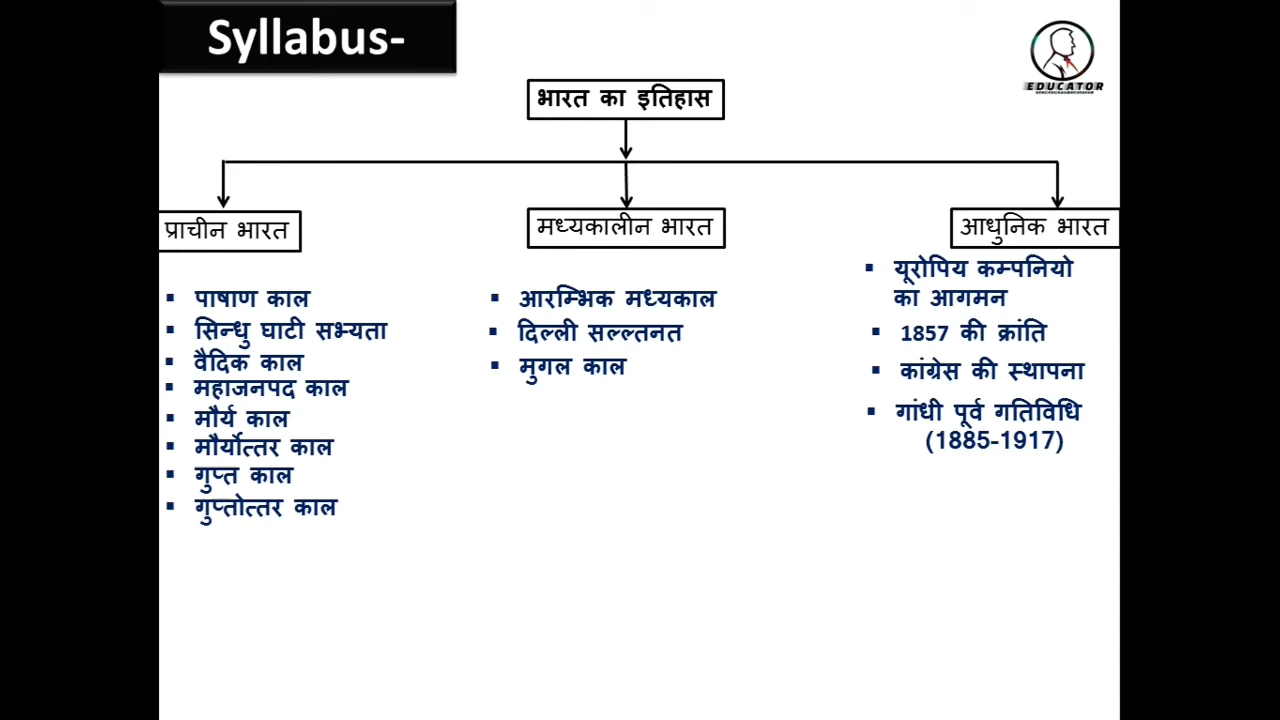 Syllabus-
EDUCATOR
भारत का इतिहास
प्राचीन भारत
मध्यकालीन भारत
आधुनिक भारत
▪ पाषाण काल
▪ सिन्धु घाटी सभ्यता
▪ वैदिक काल
▪ महाजनपद काल
▪ मौर्य काल
▪ मौर्योत्तर काल
▪ गुप्त काल
▪ गुप्तोत्तर काल
▪ आरम्भिक मध्यकाल
▪ दिल्ली सल्ल्तनत
▪ मुगल काल
▪ यूरोपिय कम्पनियो
का आगमन
▪ 1857 की क्रांति
▪ कांग्रेस की स्थापना
▪ गांधी पूर्व गतिविधि
(1885-1917)